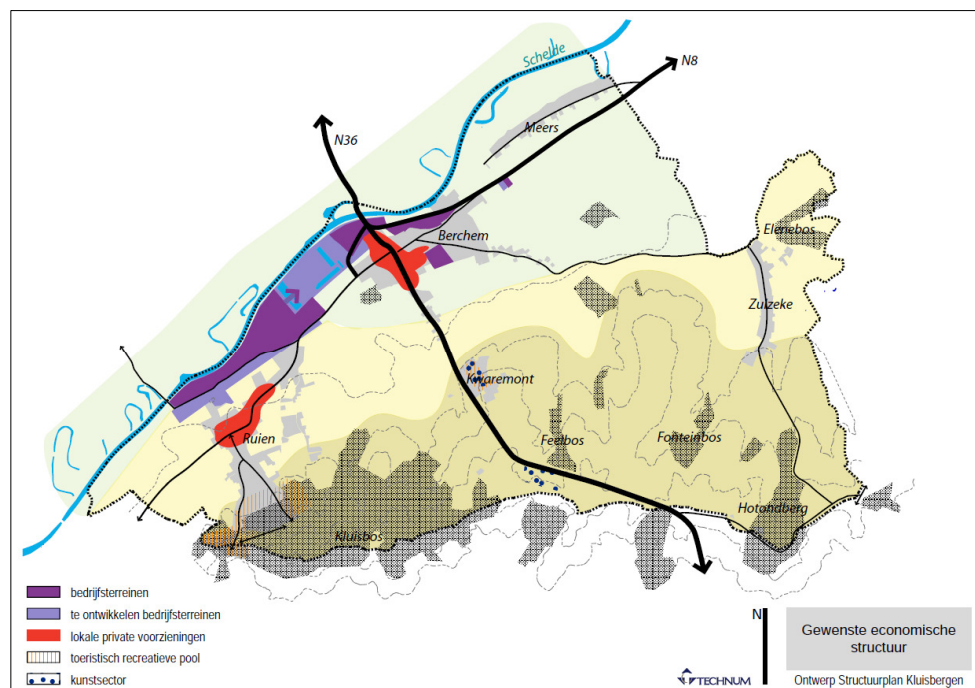 Schelde
N8
N36
Meers
Berchem
Elenebos
Zulzeke
Kwaremont
Ruien
Feelbos
Fonteinbos
Hotondberg
Kluisbos
bedrijfsterreinen
te ontwikkelen bedrijfsterreinen
lokale private voorzieningen
toeristisch recreatieve pool
kunstsector
N
Gewenste economische
structuur
TECHNUM
Ontwerp Structuurplan Kluisbergen